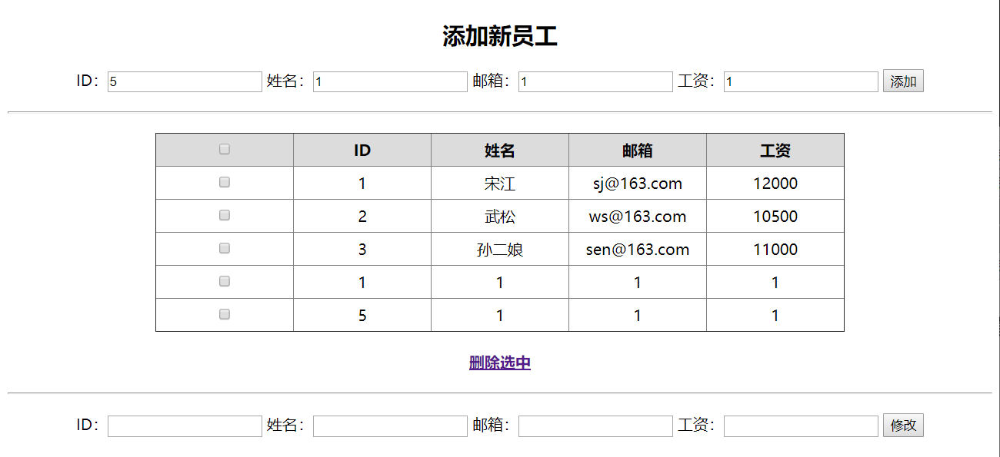 添加新员工
ID： 5 姓名： 1 邮箱： 1 工资： 1 添加
ID 姓名 邮箱 工资
1 宋江 sj@163.com 12000
2 武松 ws@163.com 10500
3 孙二娘 sen@163.com 11000
1 1 1 1
5 1 1 1
删除选中
ID： 姓名： 邮箱： 工资： 修改